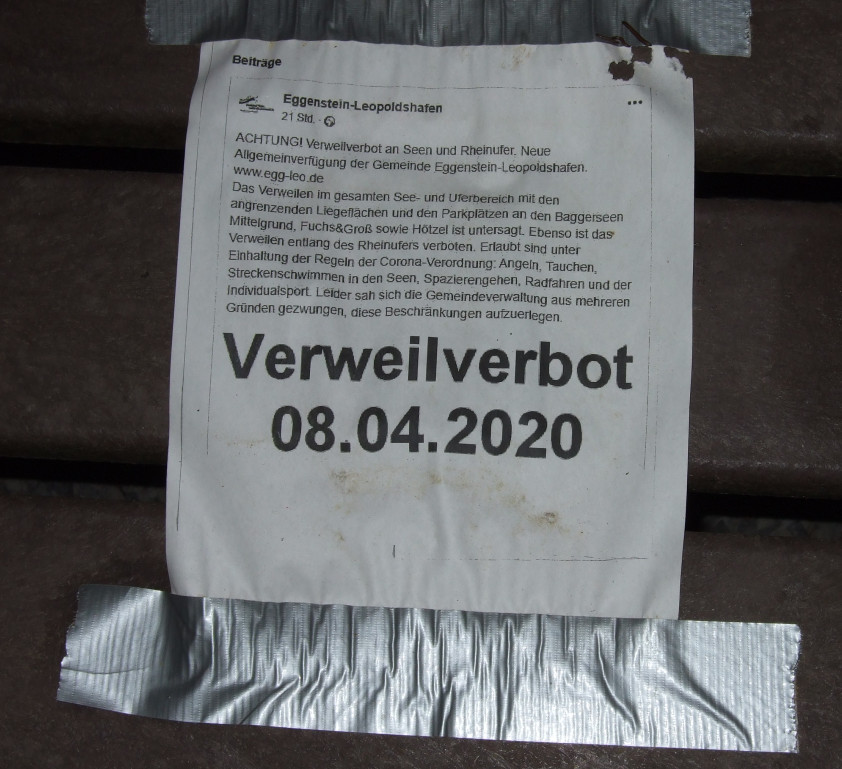 Beiträge
Eggenstein-Leopoldshafen
21 Std. ·
ACHTUNG! Verweilverbot an Seen und Rheinufer. Neue
Allgemeinverfügung der Gemeinde Eggenstein-Leopoldshafen.
www.egg-leo.de
Das Verweilen im gesamten See- und Uferbereich mit den
angrenzenden Liegeflächen und den Parkplätzen an den Baggerseen
Mittelgrund, Fuchs&Groß sowie Hötzel ist untersagt. Ebenso ist das
Verweilen entlang des Rheinufers verboten. Erlaubt sind unter
Einhaltung der Regeln der Corona-Verordnung: Angeln, Tauchen,
Streckenschwimmen in den Seen, Spazierengehen, Radfahren und der
Individualsport. Leider sah sich die Gemeindeverwaltung aus mehreren
Gründen gezwungen, diese Beschränkungen aufzuerlegen.
Verweilverbot
08.04.2020